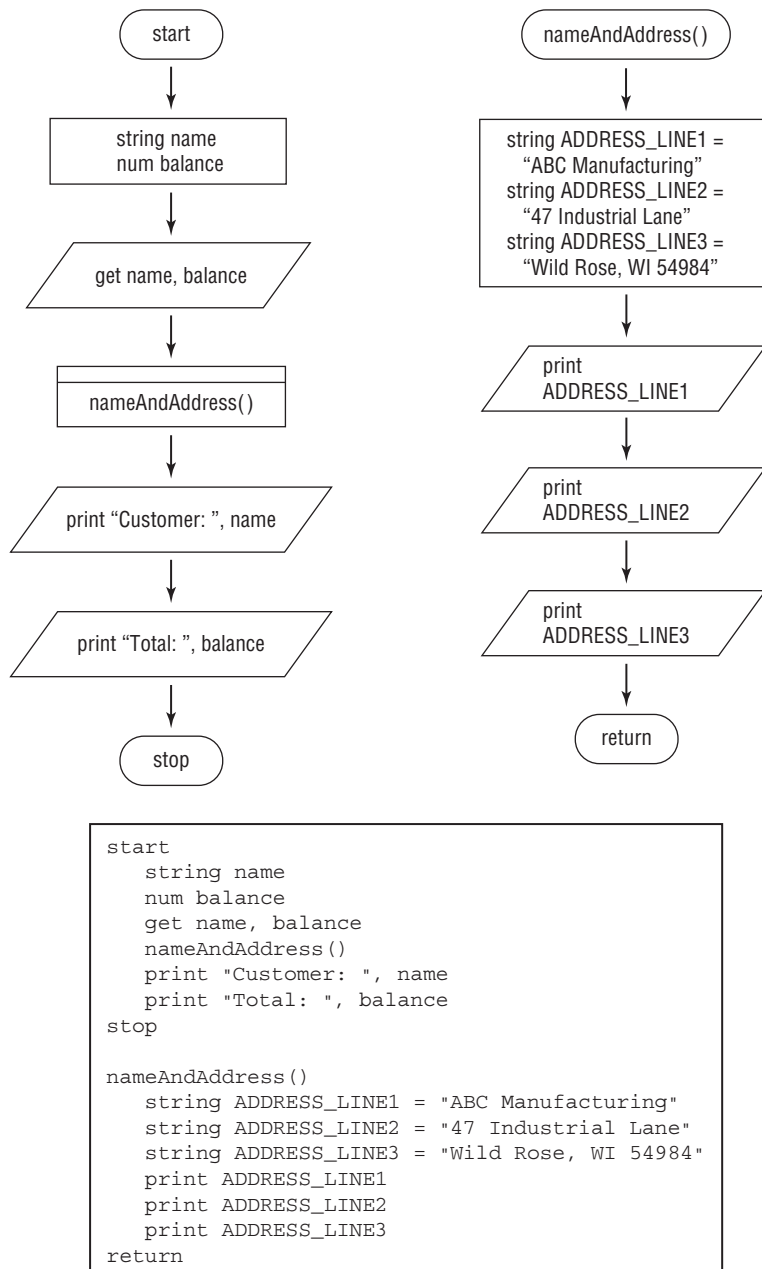 start
string name
num balance
get name, balance
nameAndAddress()
print “Customer: ”, name
print “Total: ”, balance
stop
nameAndAddress()
string ADDRESS_LINE1 =
“ABC Manufacturing”
string ADDRESS_LINE2 =
“47 Industrial Lane”
string ADDRESS_LINE3 =
“Wild Rose, WI 54984”
print
ADDRESS_LINE1
print
ADDRESS_LINE2
print
ADDRESS_LINE3
return
start
string name
num balance
get name, balance
nameAndAddress()
print "Customer: ", name
print "Total: ", balance
stop
nameAndAddress()
string ADDRESS_LINE1 = "ABC Manufacturing"
string ADDRESS_LINE2 = "47 Industrial Lane"
string ADDRESS_LINE3 = "Wild Rose, WI 54984"
print ADDRESS_LINE1
print ADDRESS_LINE2
print ADDRESS_LINE3
return